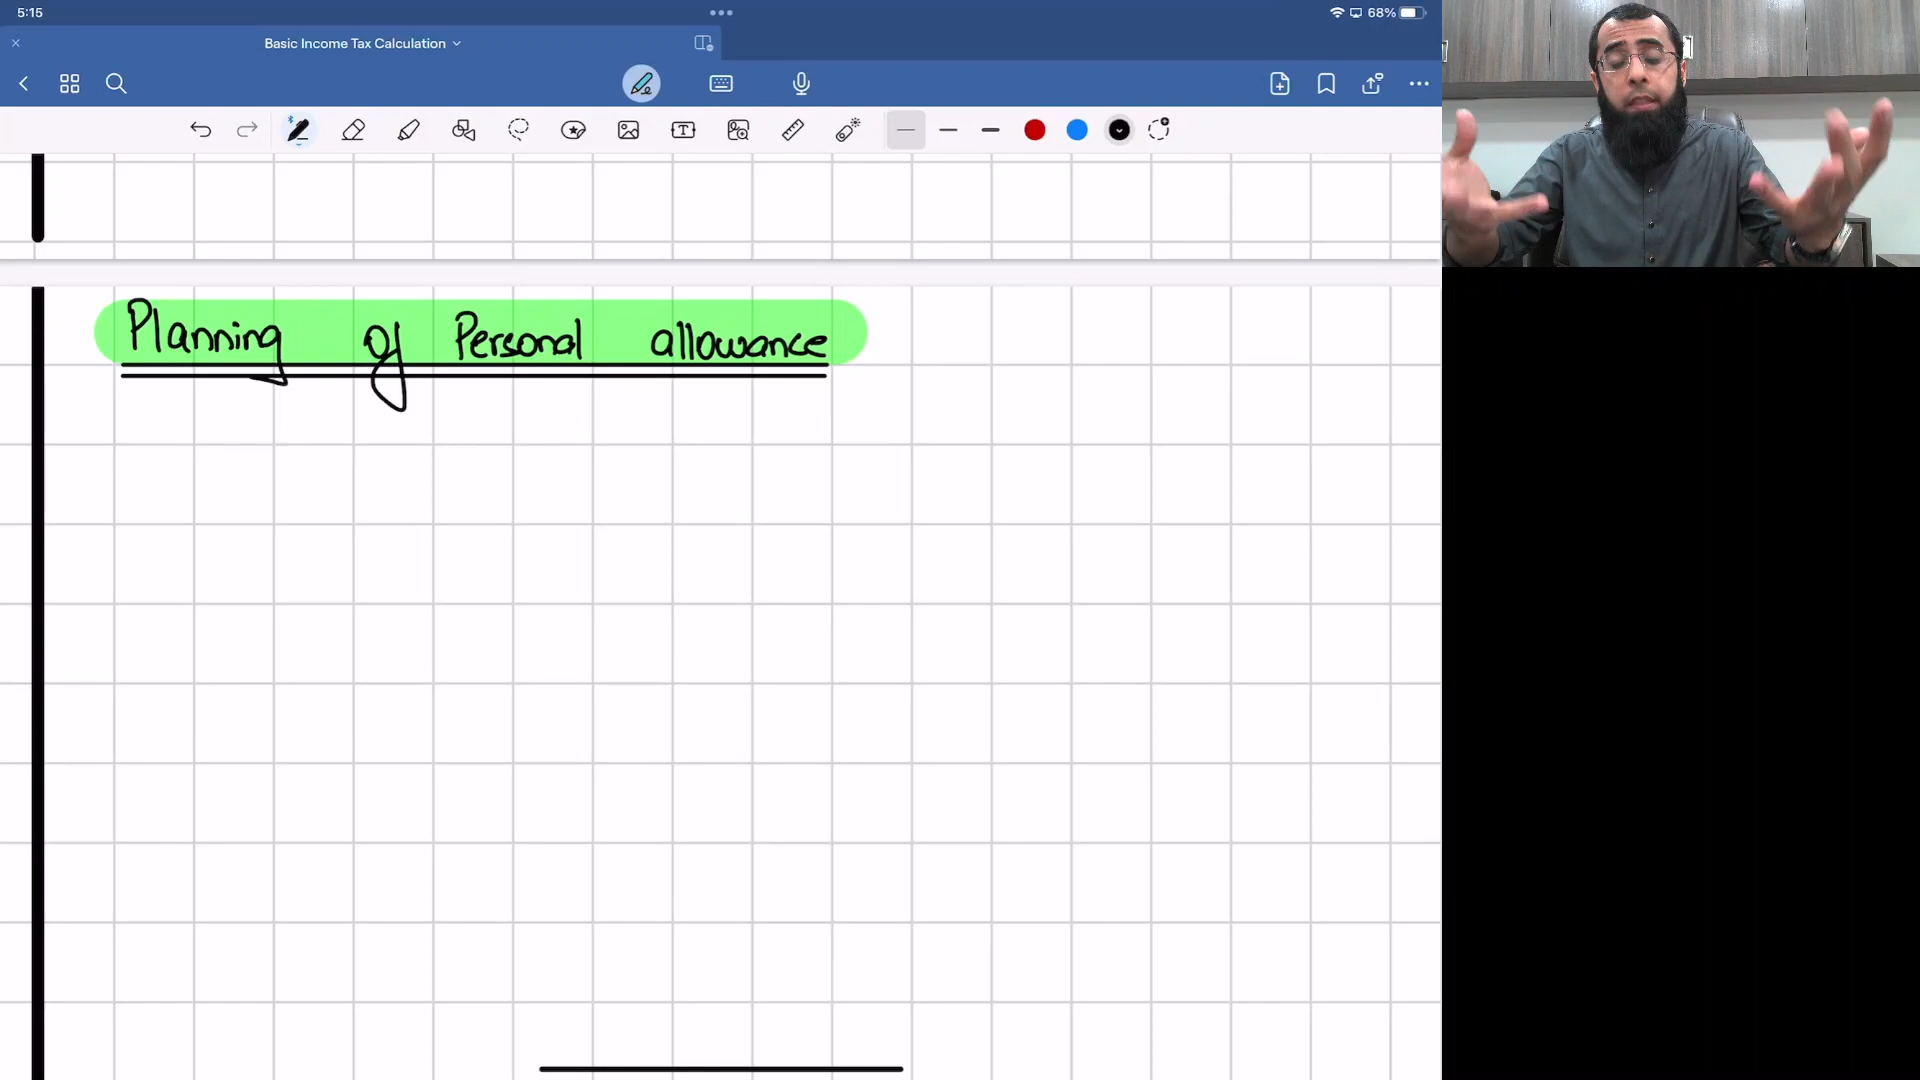 5:15
68%
Basic Income Tax Calculation
Planning of Personal allowance